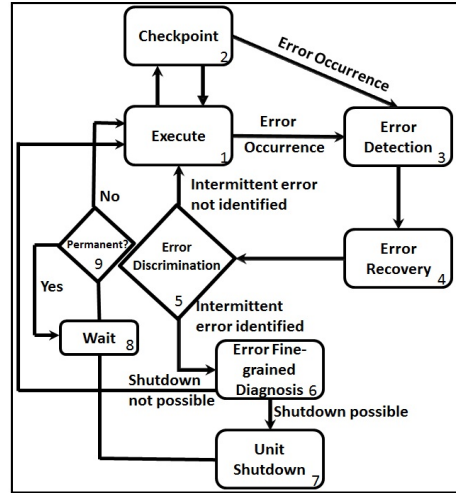 Checkpoint
2
Error Occurrence
Execute
1
Error
Occurrence
Error
Detection
3
No
Intermittent error
not identified
Permanent?
9
Error
Discrimination
5
Error
Recovery
4
Yes
Wait
8
Intermittent
error identified
Error Fine-
grained
Diagnosis 6
Shutdown
not possible
Shutdown possible
Unit
Shutdown
7